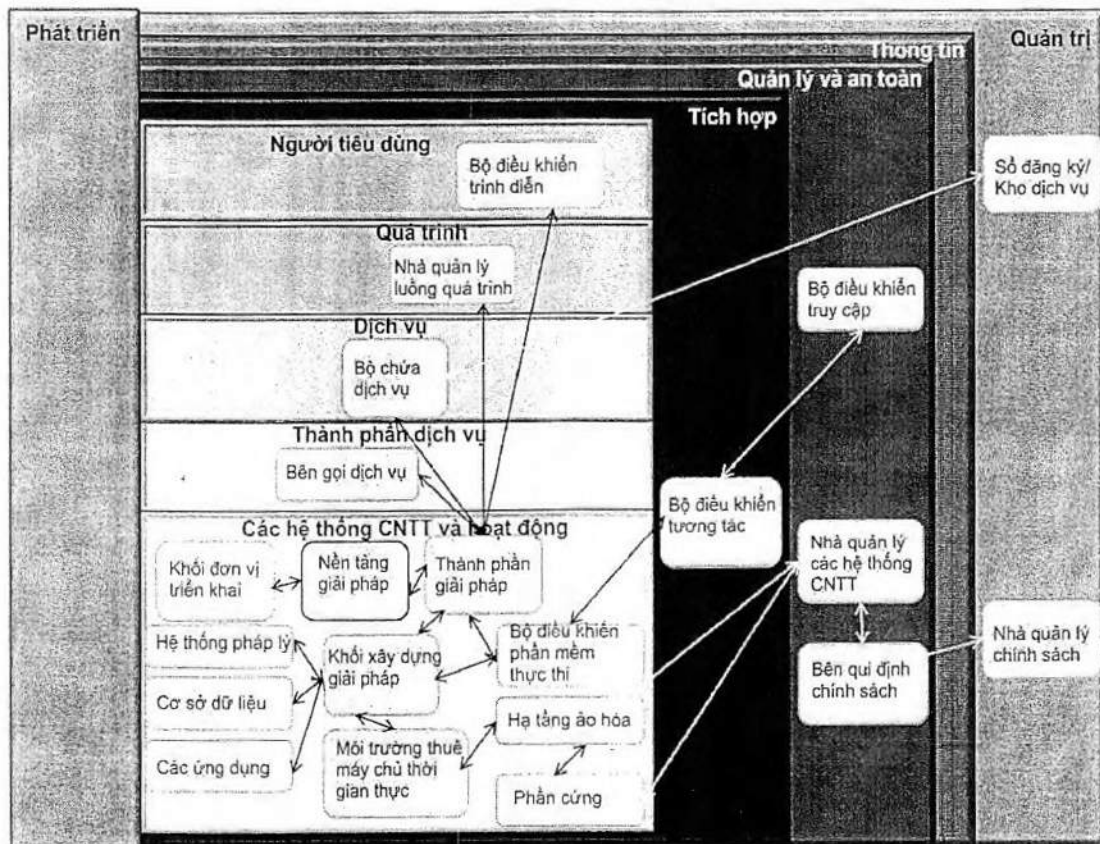 Phát triển
Quản trị
Thông tin
Quản lý và an toàn
Tích hợp
Người tiêu dùng
Bộ điều khiển
trình diễn
Sổ đăng ký/
Kho dịch vụ
Quá trình
Nhà quản lý
luồng quá trình
Bộ điều khiển
truy cập
Dịch vụ
Bộ chứa
dịch vụ
Thành phần dịch vụ
Bên gọi dịch vụ
Bộ điều khiển
tương tác
Các hệ thống CNTT và hoạt động
Khối đơn vị
triển khai
Nền tảng
giải pháp
Thành phần
giải pháp
Nhà quản lý
các hệ thống
CNTT
Hệ thống pháp lý
Khối xây dựng
giải pháp
Bộ điều khiển
phần mềm
thực thi
Bên qui định
chính sách
Nhà quản lý
chính sách
Cơ sở dữ liệu
Hạ tầng ảo hóa
Các ứng dụng
Môi trường thuê
máy chủ thời
gian thực
Phần cứng